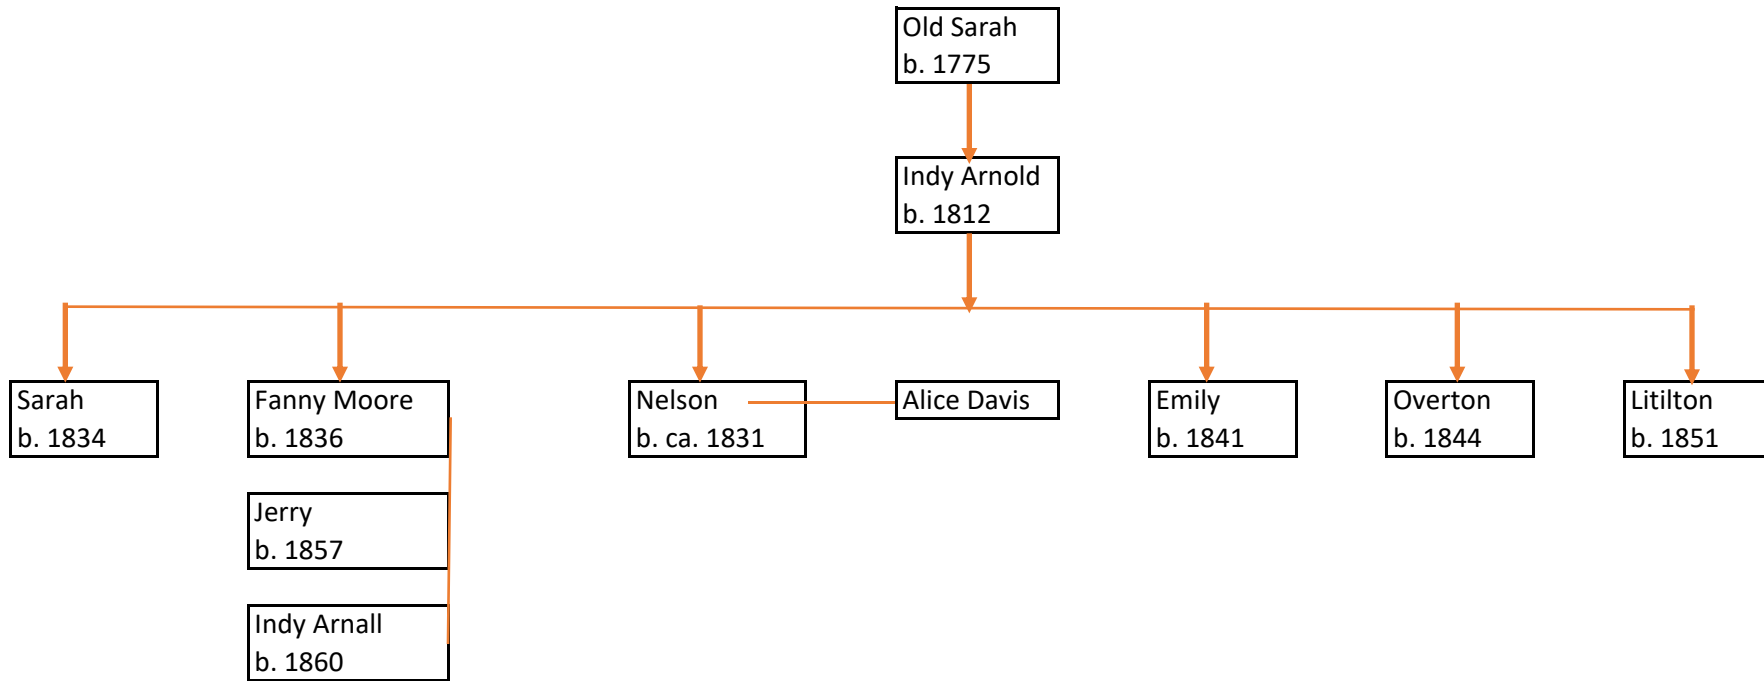 Old Sarah
b. 1775
Indy Arnold
b. 1812
Sarah
b. 1834
Fanny Moore
b. 1836
Nelson
b. ca. 1831
Alice Davis
Emily
b. 1841
Overton
b. 1844
Litilton
b. 1851
Jerry
b. 1857
Indy Arnall
b. 1860